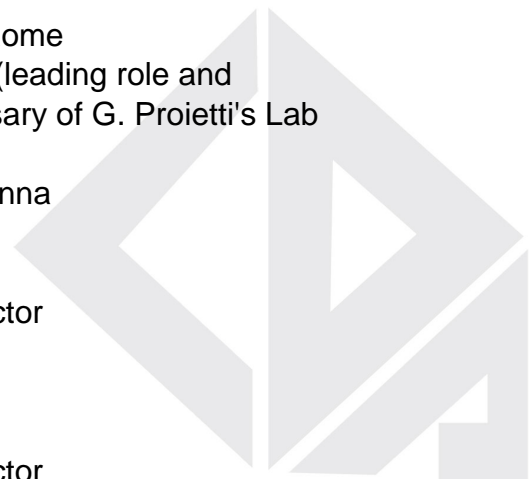 ome
(leading role and
sary of G. Proietti's Lab
nna
ctor
ctor